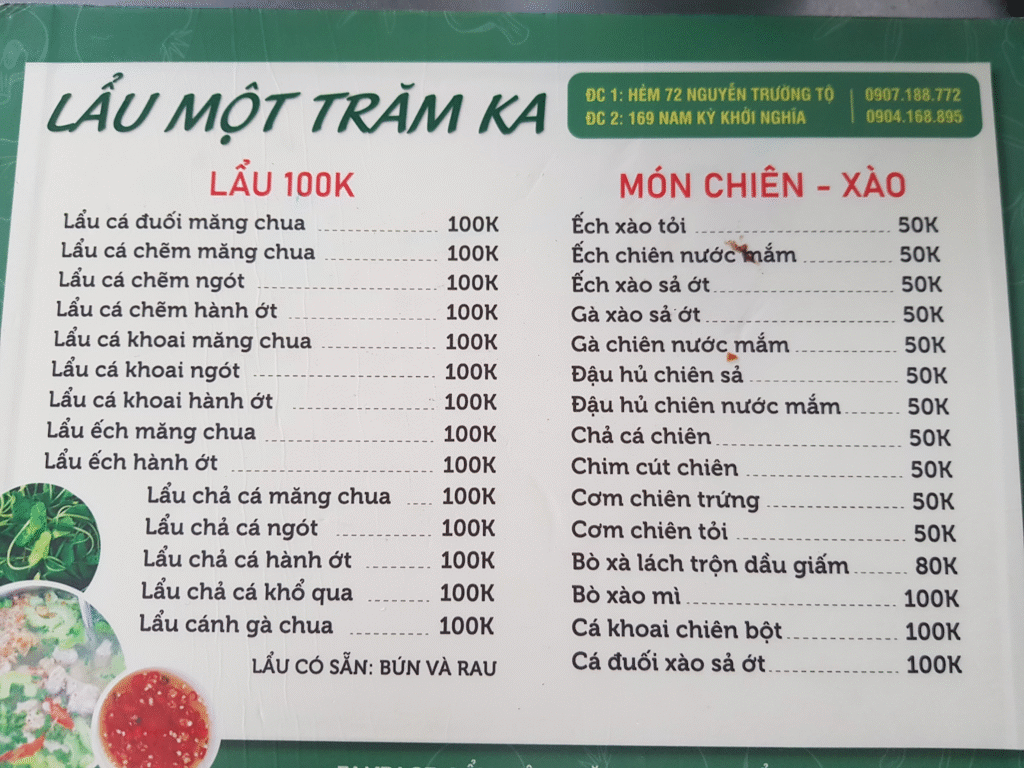 LẨU MỘT TRĂM KA
ĐC 1: HẺM 72 NGUYỄN TRƯỜNG TỘ | 0907.188.772
ĐC 2: 169 NAM KỲ KHỞI NGHĨA | 0904.168.895
LẨU 100K
Lẩu cá đuối măng chua 100K
Lẩu cá chẽm măng chua 100K
Lẩu cá chẽm ngót 100K
Lẩu cá chẽm hành ớt 100K
Lẩu cá khoai măng chua 100K
Lẩu cá khoai ngót 100K
Lẩu cá khoai hành ớt 100K
Lẩu ếch măng chua 100K
Lẩu ếch hành ớt 100K
Lẩu chả cá măng chua 100K
Lẩu chả cá ngót 100K
Lẩu chả cá hành ớt 100K
Lẩu chả cá khổ qua 100K
Lẩu cánh gà chua 100K
LẨU CÓ SẴN: BÚN VÀ RAU
MÓN CHIÊN - XÀO
Ếch xào tỏi 50K
Ếch chiên nước mắm 50K
Ếch xào sả ớt 50K
Gà xào sả ớt 50K
Gà chiên nước mắm 50K
Đậu hủ chiên sả 50K
Đậu hủ chiên nước mắm 50K
Chả cá chiên 50K
Chim cút chiên 50K
Cơm chiên trứng 50K
Cơm chiên tỏi 50K
Bò xà lách trộn dầu giấm 80K
Bò xào mì 100K
Cá khoai chiên bột 100K
Cá đuối xào sả ớt 100K